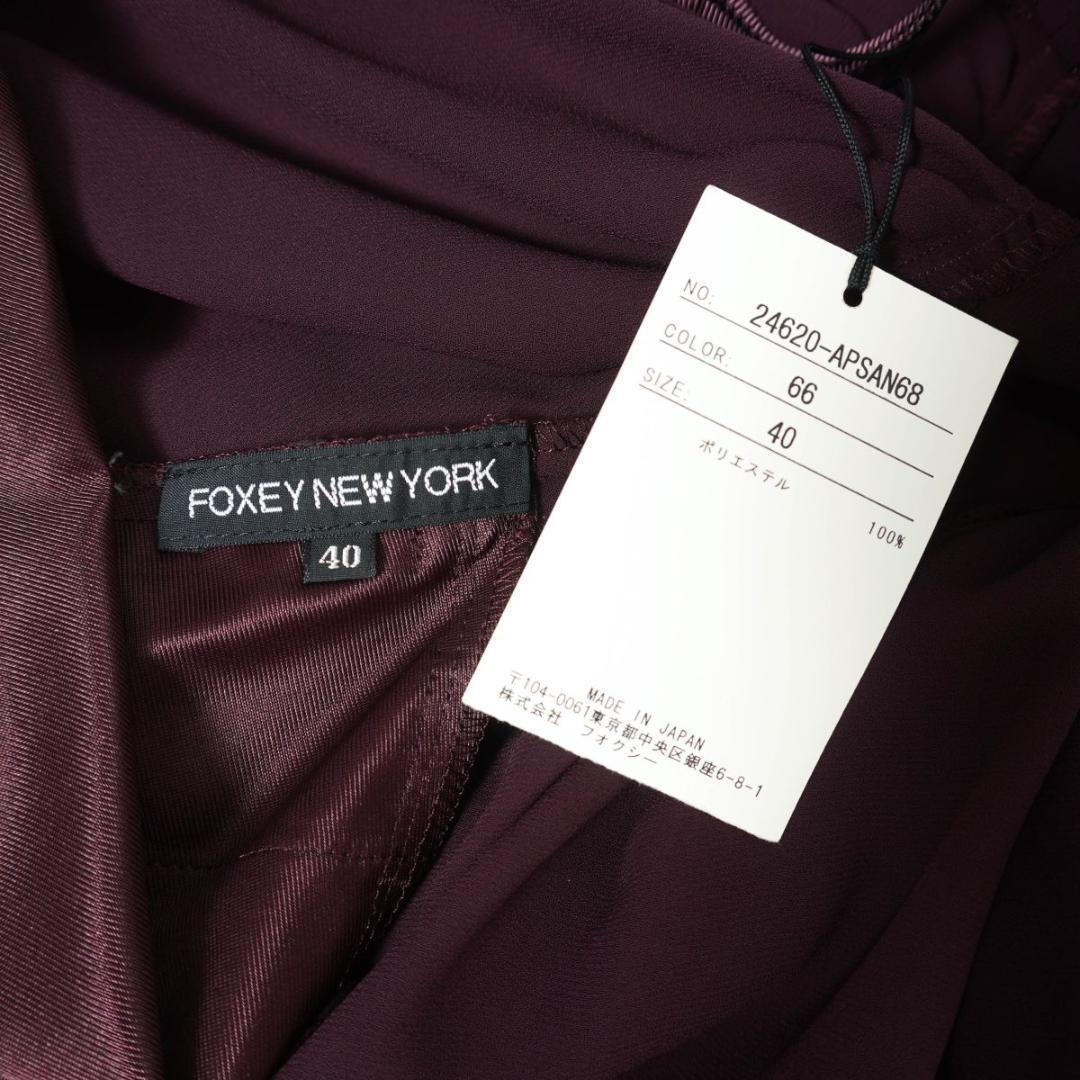 FOXEY NEW YORK
40
NO: 24620-APSAN68
COLOR: 66
SIZE: 40
ポリエステル
100%
MADE IN JAPAN
〒104-0061東京都中央区銀座6-8-1
株式会社 フオクシー